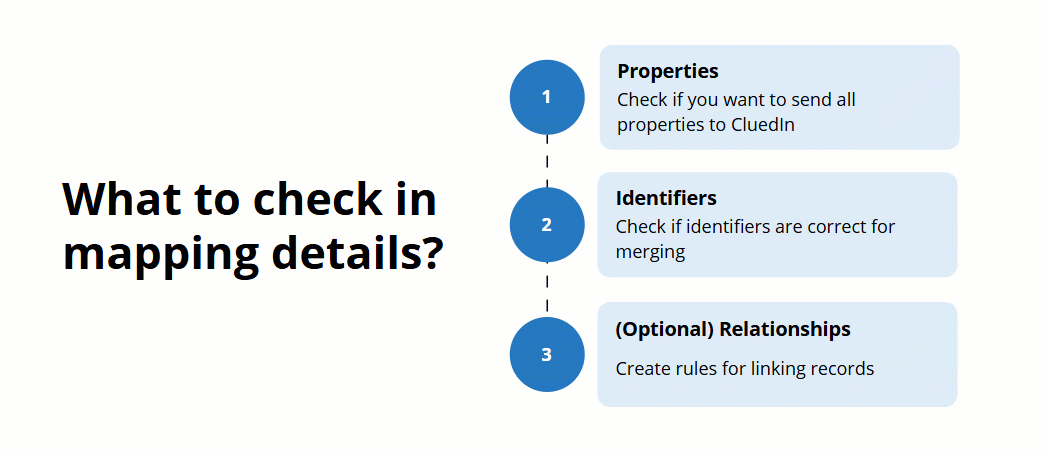 What to check in
mapping details?
1
Properties
Check if you want to send all
properties to CluedIn
2
Identifiers
Check if identifiers are correct for
merging
3
(Optional) Relationships
Create rules for linking records